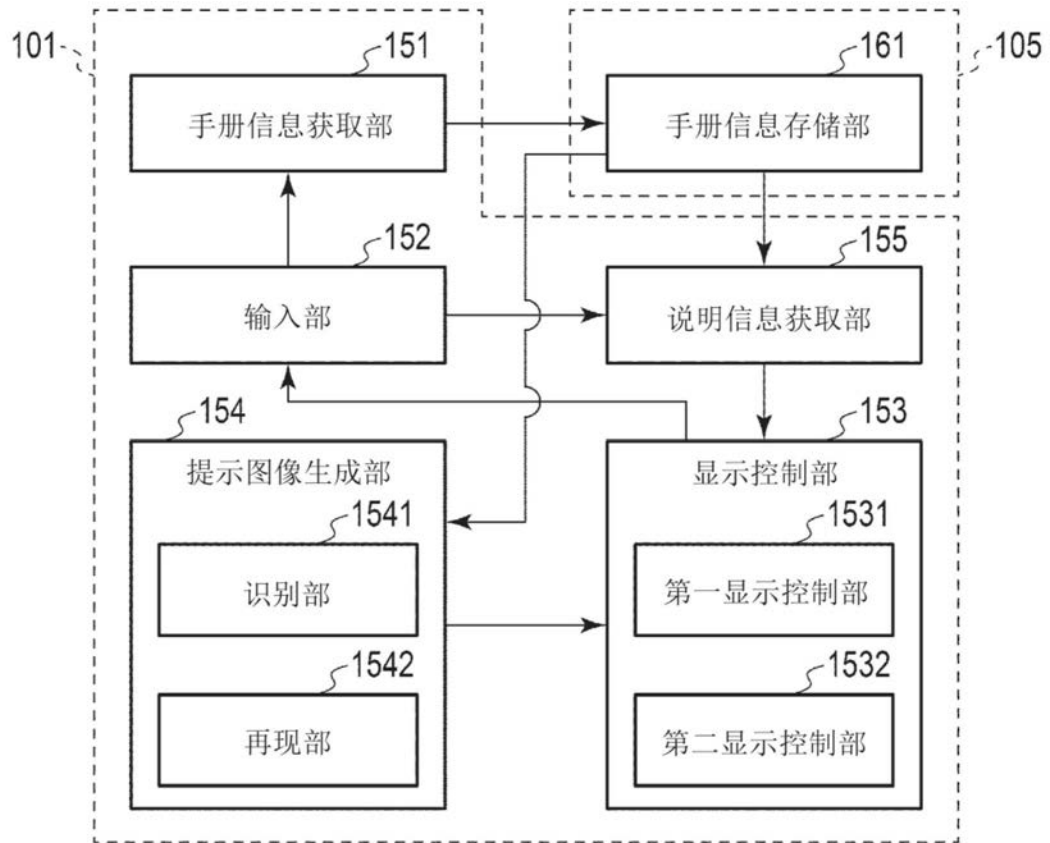 101
151
161
105
手册信息获取部
手册信息存储部
152
155
输入部
说明信息获取部
154
153
提示图像生成部
显示控制部
1541
1531
识别部
第一显示控制部
1542
1532
再现部
第二显示控制部